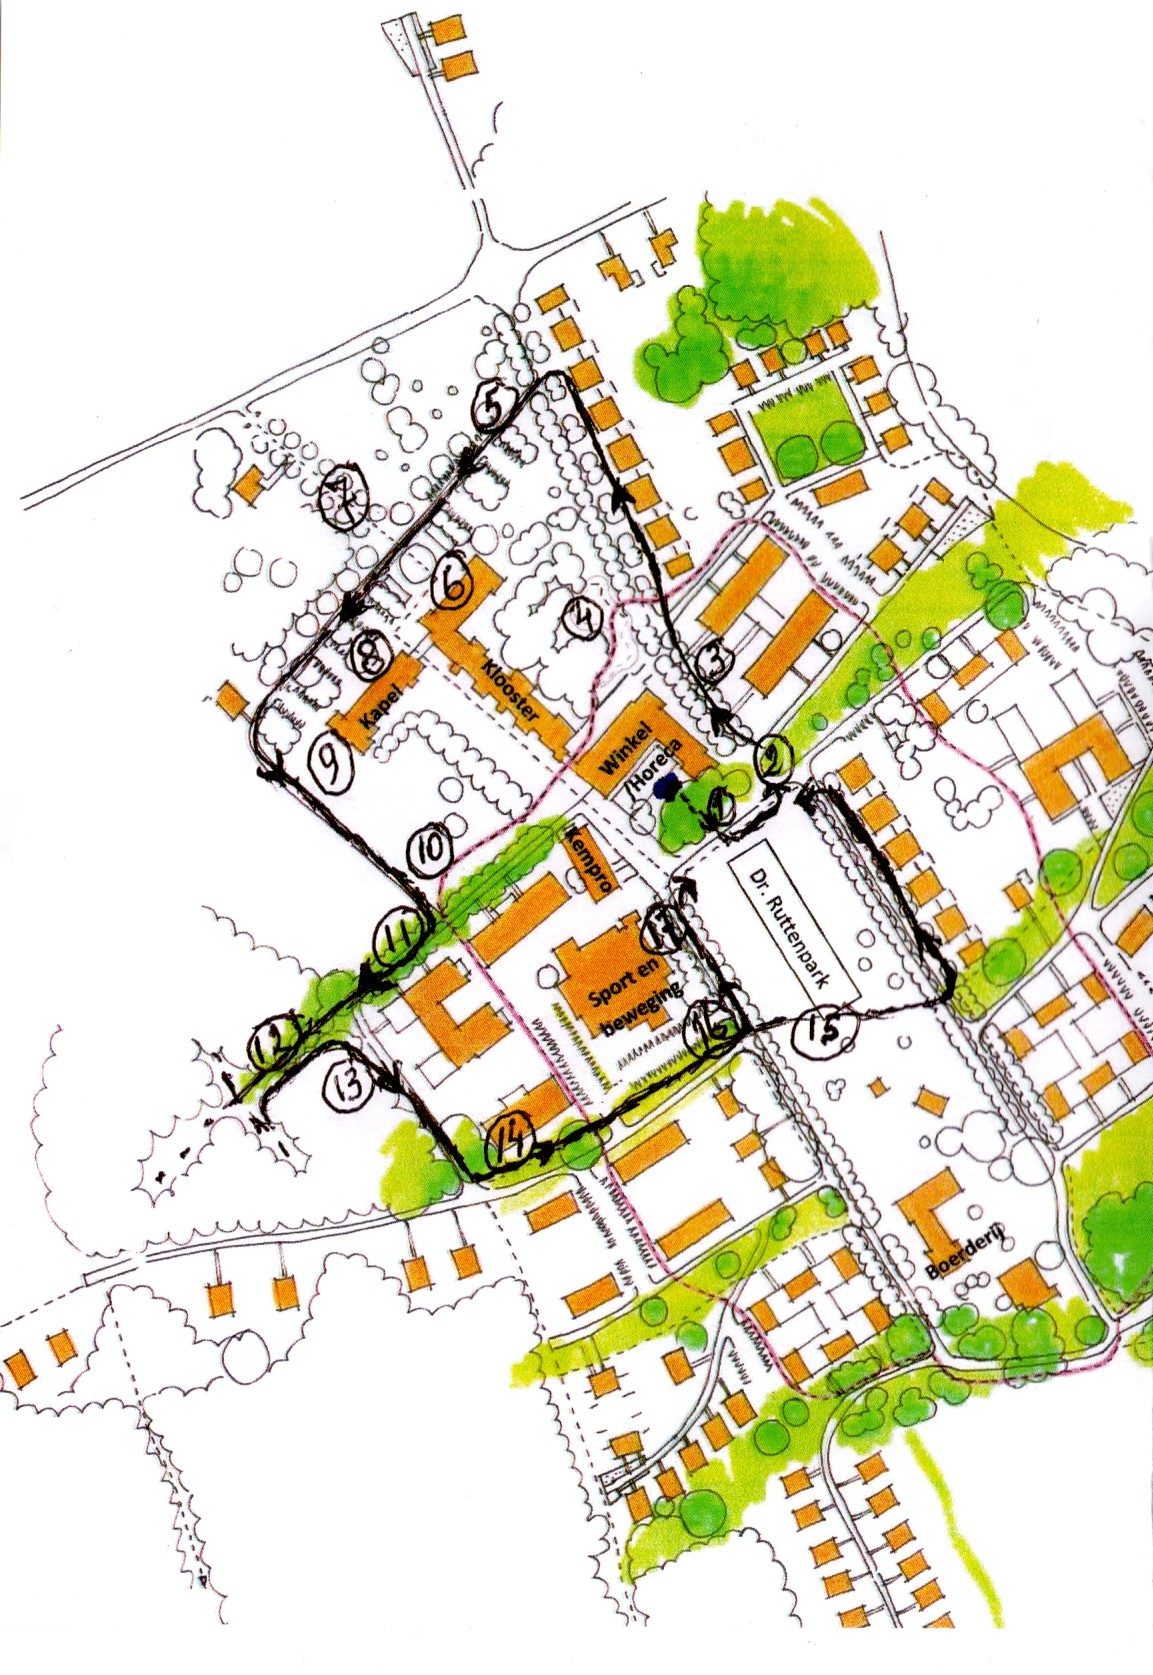 5
7
6
4
8
Klooster
3
Kapel
Winkel
/Horeca
9
2
1
10
Kempro
Dr. Ruttenpark
11
17
Sport en
beweging
12
16
15
13
14
Boerderij